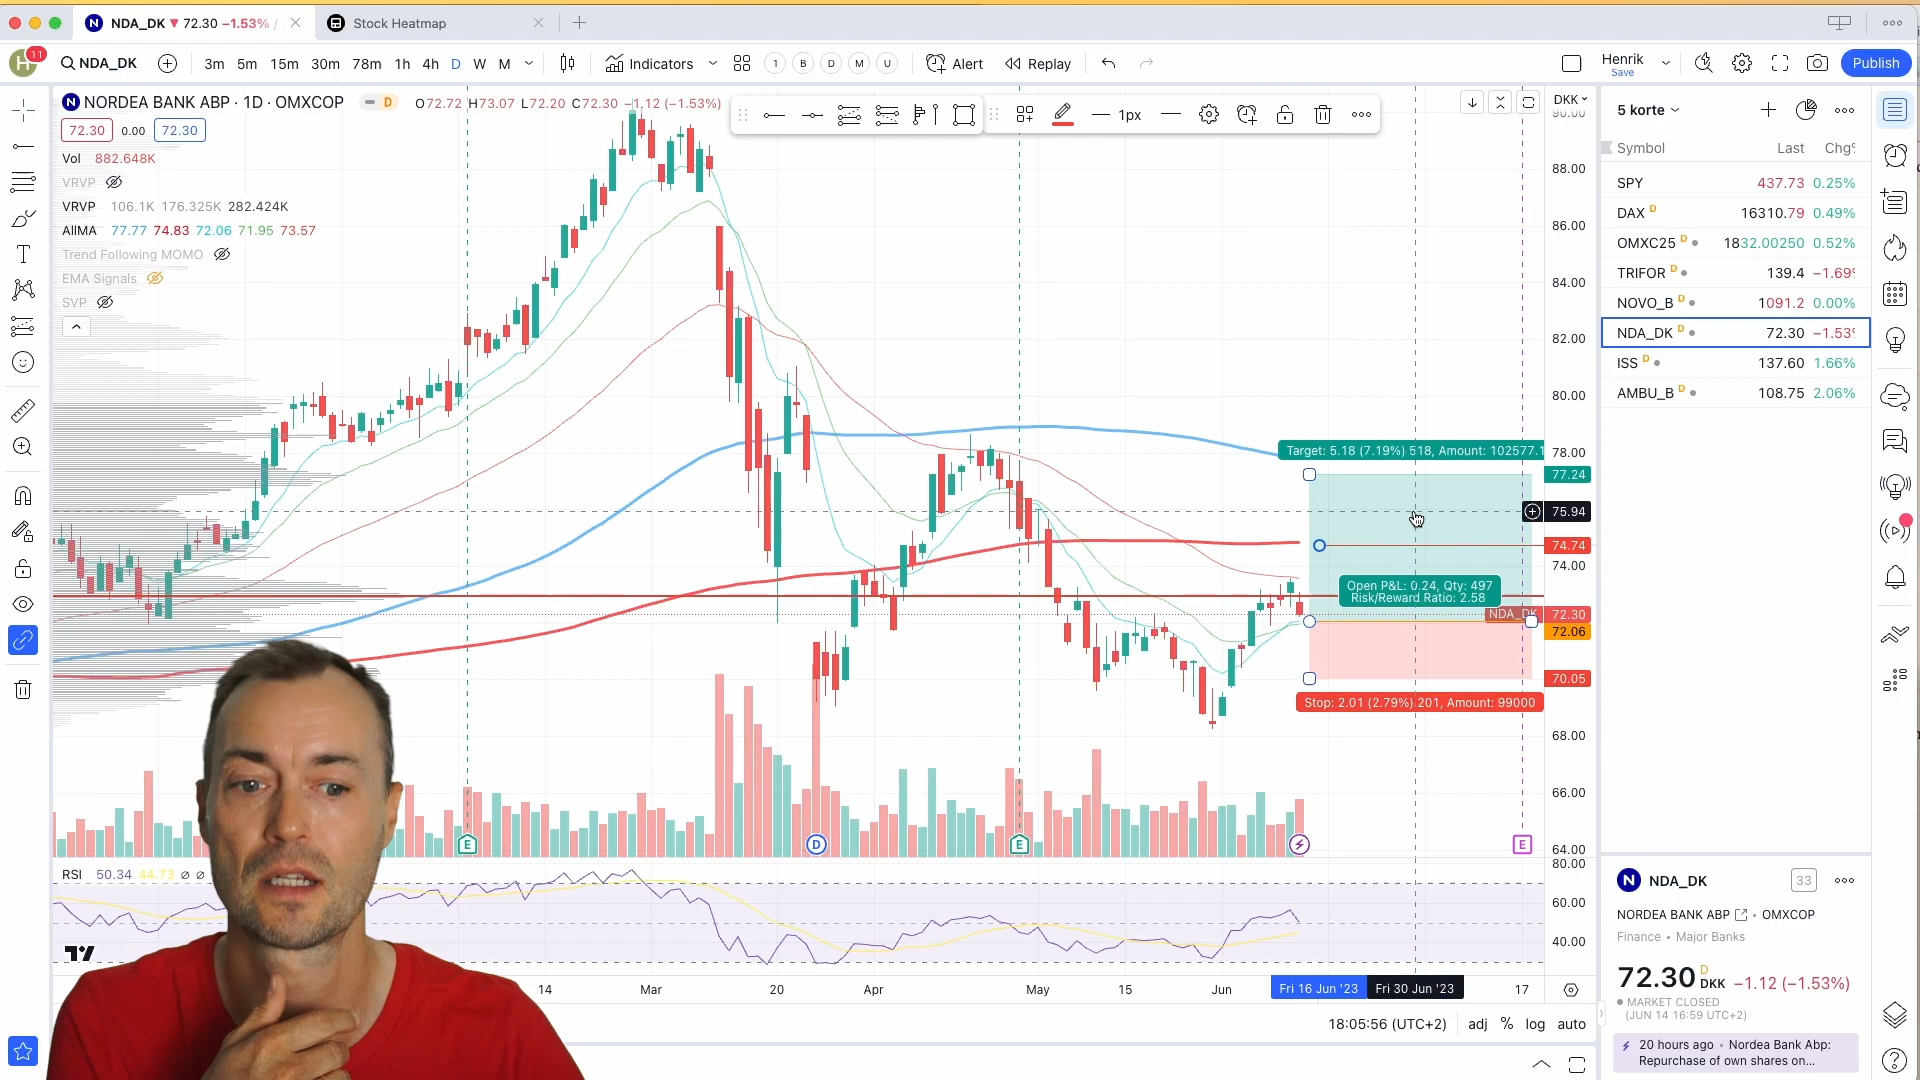 NDA_DK ▼ 72.30 −1.53% /
Stock Heatmap
H
11
NDA_DK
3m 5m 15m 30m 78m 1h 4h D W M
Indicators
1 B D M U
Alert
Replay
Henrik
Save
Publish
NORDEA BANK ABP · 1D · OMXCOP
D
O72.72 H73.07 L72.20 C72.30 −1.12 (−1.53%)
72.30 0.00 72.30
Vol 882.648K
VRVP
VRVP 106.1K 176.325K 282.424K
AllMA 77.77 74.83 72.06 71.95 73.57
Trend Following MOMO
EMA Signals
SVP
1px
DKK
90.00
88.00
86.00
84.00
82.00
80.00
78.00
77.24
75.94
74.74
74.00
72.30
72.06
70.05
68.00
66.00
64.00
80.00
60.00
40.00
Target: 5.18 (7.19%) 518, Amount: 102577.1
Open P&L: 0.24, Qty: 497
Risk/Reward Ratio: 2.58
NDA_DK
Stop: 2.01 (2.79%) 201, Amount: 99000
E
D
E
E
RSI 50.34 44.73 ∅ ∅
14 Mar 20 Apr May 15 Jun Fri 16 Jun '23 Fri 30 Jun '23 17
18:05:56 (UTC+2) adj % log auto
5 korte
Symbol Last Chg%
SPY 437.73 0.25%
DAX D 16310.79 0.49%
OMXC25 D 1832.00250 0.52%
TRIFOR D 139.4 −1.69%
NOVO_B D 1091.2 0.00%
NDA_DK D 72.30 −1.53%
ISS D 137.60 1.66%
AMBU_B D 108.75 2.06%
N NDA_DK
33
NORDEA BANK ABP • OMXCOP
Finance • Major Banks
72.30 D DKK −1.12 (−1.53%)
MARKET CLOSED
(JUN 14 16:59 UTC+2)
20 hours ago • Nordea Bank Abp:
Repurchase of own shares on...